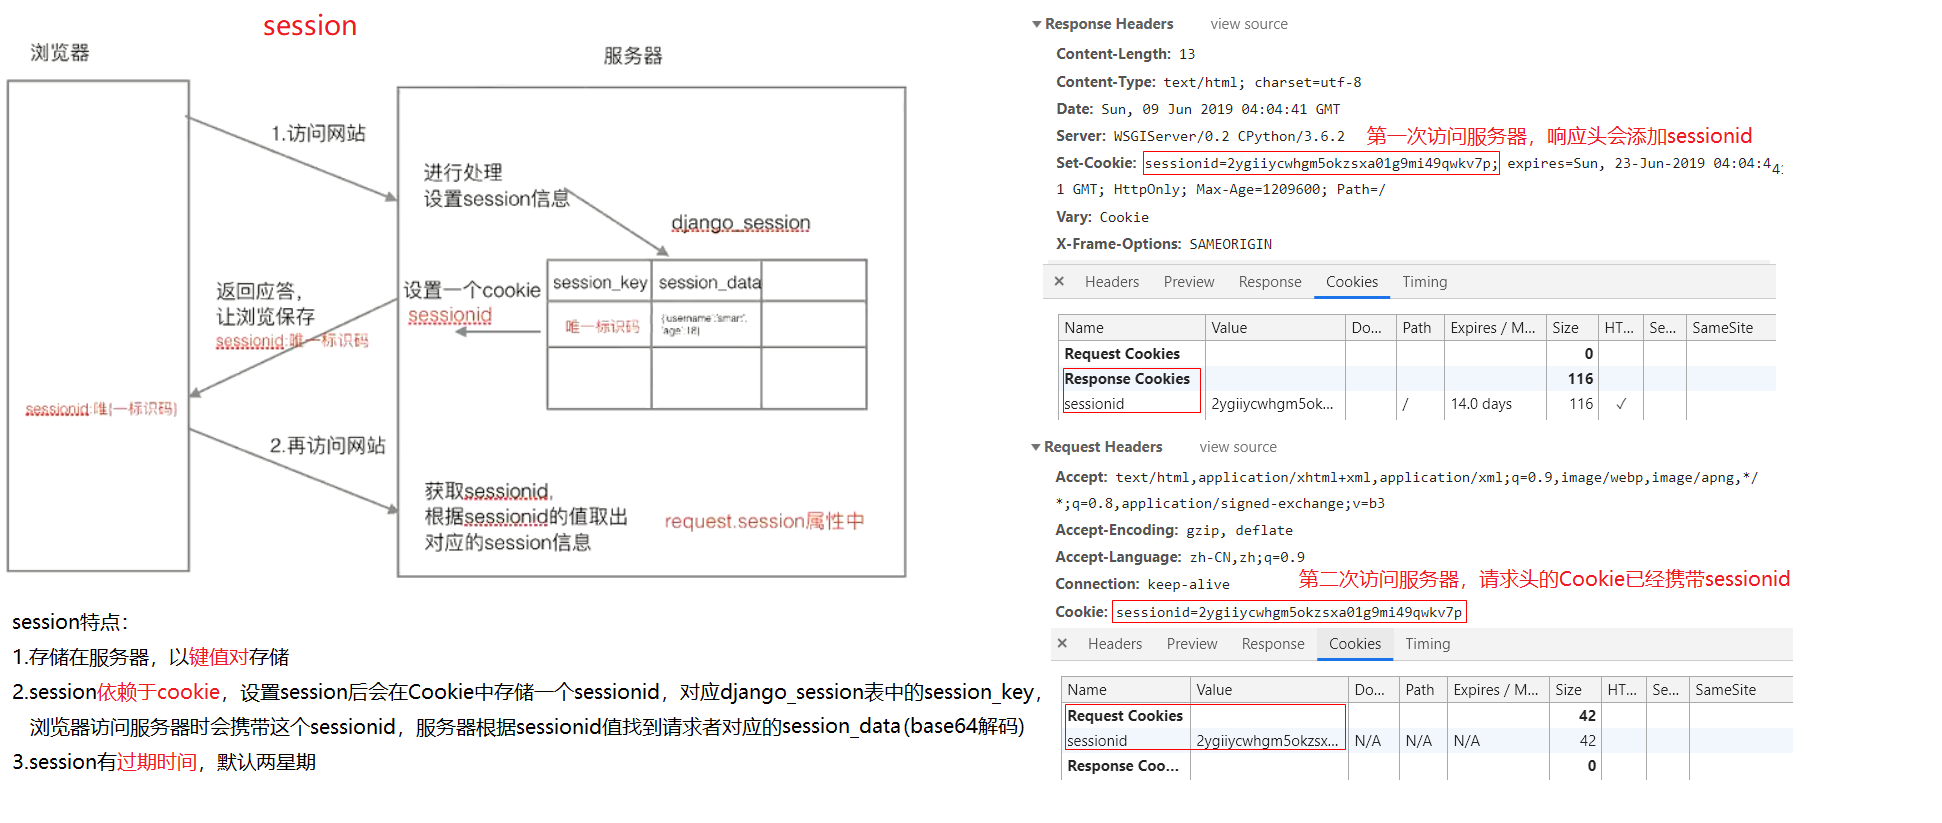 session
浏览器
服务器
1.访问网站
进行处理
设置session信息
django_session
session_key session_data
设置一个cookie
sessionid
唯一标识码
{'username':'smart',
'age':18}
返回应答，
让浏览保存
sessionid:唯一标识码
sessionid:唯{一标识码}
2.再访问网站
获取sessionid,
根据sessionid的值取出
对应的session信息
request.session属性中
session特点：
1.存储在服务器，以键值对存储
2.session依赖于cookie，设置session后会在Cookie中存储一个sessionid，对应django_session表中的session_key，
浏览器访问服务器时会携带这个sessionid，服务器根据sessionid值找到请求者对应的session_data(base64解码)
3.session有过期时间，默认两星期
Response Headers view source
Content-Length: 13
Content-Type: text/html; charset=utf-8
Date: Sun, 09 Jun 2019 04:04:41 GMT
Server: WSGIServer/0.2 CPython/3.6.2
第一次访问服务器，响应头会添加sessionid
Set-Cookie: sessionid=2ygiiycwhgm5okzsxa01g9mi49qwkv7p; expires=Sun, 23-Jun-2019 04:04:4
1 GMT; HttpOnly; Max-Age=1209600; Path=/
Vary: Cookie
X-Frame-Options: SAMEORIGIN
× Headers Preview Response Cookies Timing
Name Value Do... Path Expires / M... Size HT... Se... SameSite
Request Cookies 0
Response Cookies 116
sessionid 2ygiiycwhgm5ok... / 14.0 days 116 ✓
Request Headers view source
Accept: text/html,application/xhtml+xml,application/xml;q=0.9,image/webp,image/apng,*/
*;q=0.8,application/signed-exchange;v=b3
Accept-Encoding: gzip, deflate
Accept-Language: zh-CN,zh;q=0.9
Connection: keep-alive
第二次访问服务器，请求头的Cookie已经携带sessionid
Cookie: sessionid=2ygiiycwhgm5okzsxa01g9mi49qwkv7p
× Headers Preview Response Cookies Timing
Name Value Do... Path Expires / M... Size HT... Se... SameSite
Request Cookies 42
sessionid 2ygiiycwhgm5okzsx... N/A N/A N/A 42
Response Coo... 0